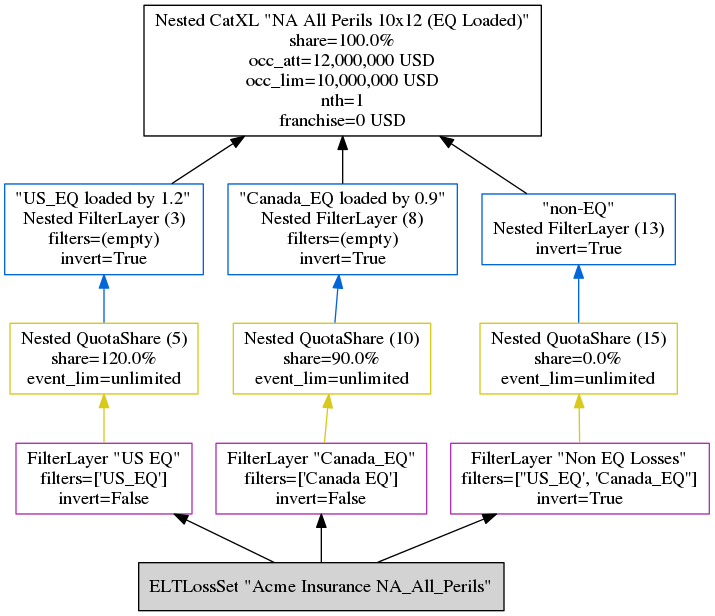 Nested CatXL "NA All Perils 10x12 (EQ Loaded)"
share=100.0%
occ_att=12,000,000 USD
occ_lim=10,000,000 USD
nth=1
franchise=0 USD
"US_EQ loaded by 1.2"
Nested FilterLayer (3)
filters=(empty)
invert=True
"Canada_EQ loaded by 0.9"
Nested FilterLayer (8)
filters=(empty)
invert=True
"non-EQ"
Nested FilterLayer (13)
invert=True
Nested QuotaShare (5)
share=120.0%
event_lim=unlimited
Nested QuotaShare (10)
share=90.0%
event_lim=unlimited
Nested QuotaShare (15)
share=0.0%
event_lim=unlimited
FilterLayer "US EQ"
filters=['US_EQ']
invert=False
FilterLayer "Canada_EQ"
filters=['Canada EQ']
invert=False
FilterLayer "Non EQ Losses"
filters=["US_EQ', 'Canada_EQ"]
invert=True
ELTLossSet "Acme Insurance NA_All_Perils"